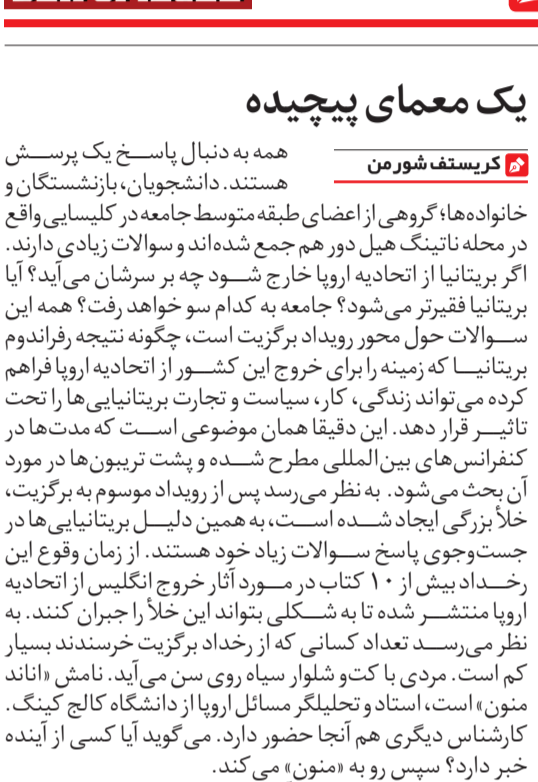 یک معمای پیچیده
کریستف شورمن
همه به دنبال پاسخ یک پرسش
هستند. دانشجویان، بازنشستگان و
خانواده‌ها؛ گروهی از اعضای طبقه متوسط جامعه در کلیسایی واقع
در محله ناتینگ هیل دور هم جمع شده‌اند و سوالات زیادی دارند.
اگر بریتانیا از اتحادیه اروپا خارج شود چه بر سرشان می‌آید؟ آیا
بریتانیا فقیرتر می‌شود؟ جامعه به کدام سو خواهد رفت؟ همه این
سوالات حول محور رویداد برگزیت است، چگونه نتیجه رفراندوم
بریتانیا که زمینه را برای خروج این کشور از اتحادیه اروپا فراهم
کرده می‌تواند زندگی، کار، سیاست و تجارت بریتانیایی‌ها را تحت
تاثیر قرار دهد. این دقیقا همان موضوعی است که مدت‌ها در
کنفرانس‌های بین‌المللی مطرح شده و پشت تریبون‌ها در مورد
آن بحث می‌شود. به نظر می‌رسد پس از رویداد موسوم به برگزیت،
خلأ بزرگی ایجاد شده است، به همین دلیل بریتانیایی‌ها در
جست‌وجوی پاسخ سوالات زیاد خود هستند. از زمان وقوع این
رخداد بیش از ۱۰ کتاب در مورد آثار خروج انگلیس از اتحادیه
اروپا منتشر شده تا به شکلی بتواند این خلأ را جبران کنند. به
نظر می‌رسد تعداد کسانی که از رخداد برگزیت خرسندند بسیار
کم است. مردی با کت‌و شلوار سیاه روی سن می‌آید. نامش «اناند
منون» است، استاد و تحلیلگر مسائل اروپا از دانشگاه کالج کینگ.
کارشناس دیگری هم آنجا حضور دارد. می‌گوید آیا کسی از آینده
خبر دارد؟ سپس رو به «منون» می‌کند.